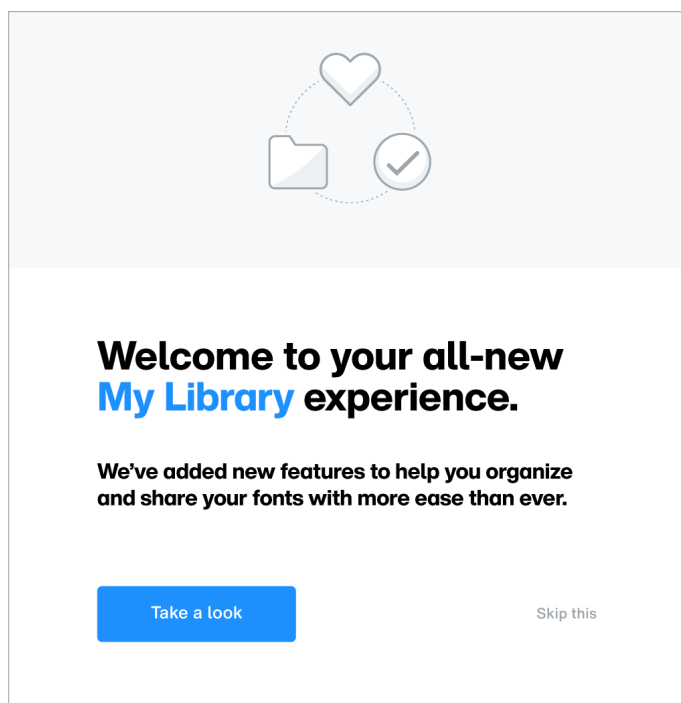 Welcome to your all-new
My Library experience.
We’ve added new features to help you organize
and share your fonts with more ease than ever.
Take a look
Skip this